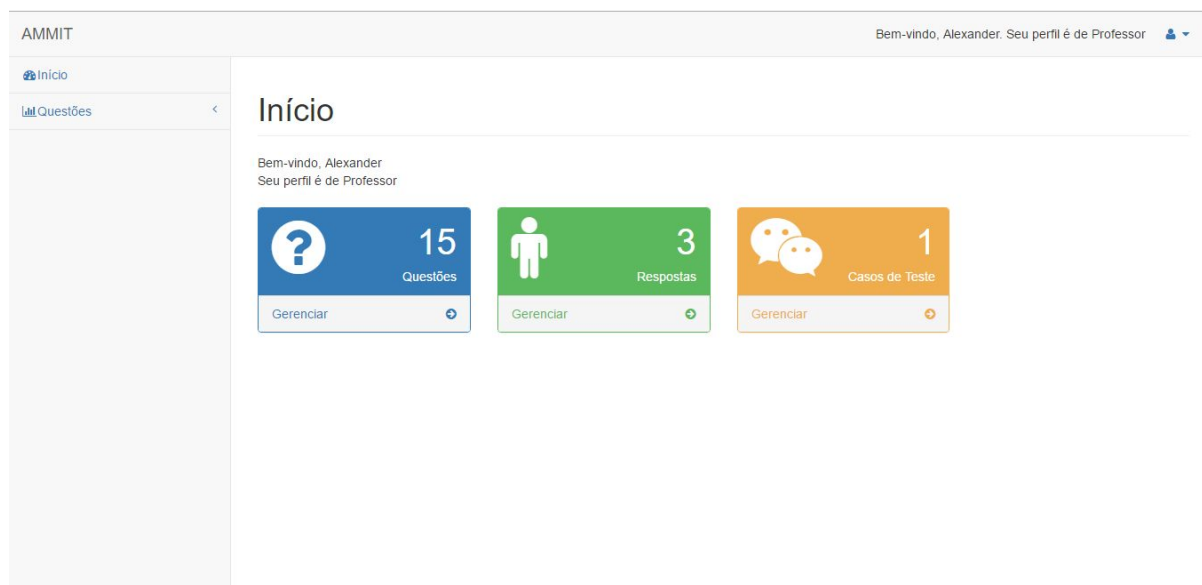 AMMIT
Bem-vindo, Alexander. Seu perfil é de Professor
Início
Questões
Início
Bem-vindo, Alexander
Seu perfil é de Professor
15
Questões
Gerenciar
3
Respostas
Gerenciar
1
Casos de Teste
Gerenciar